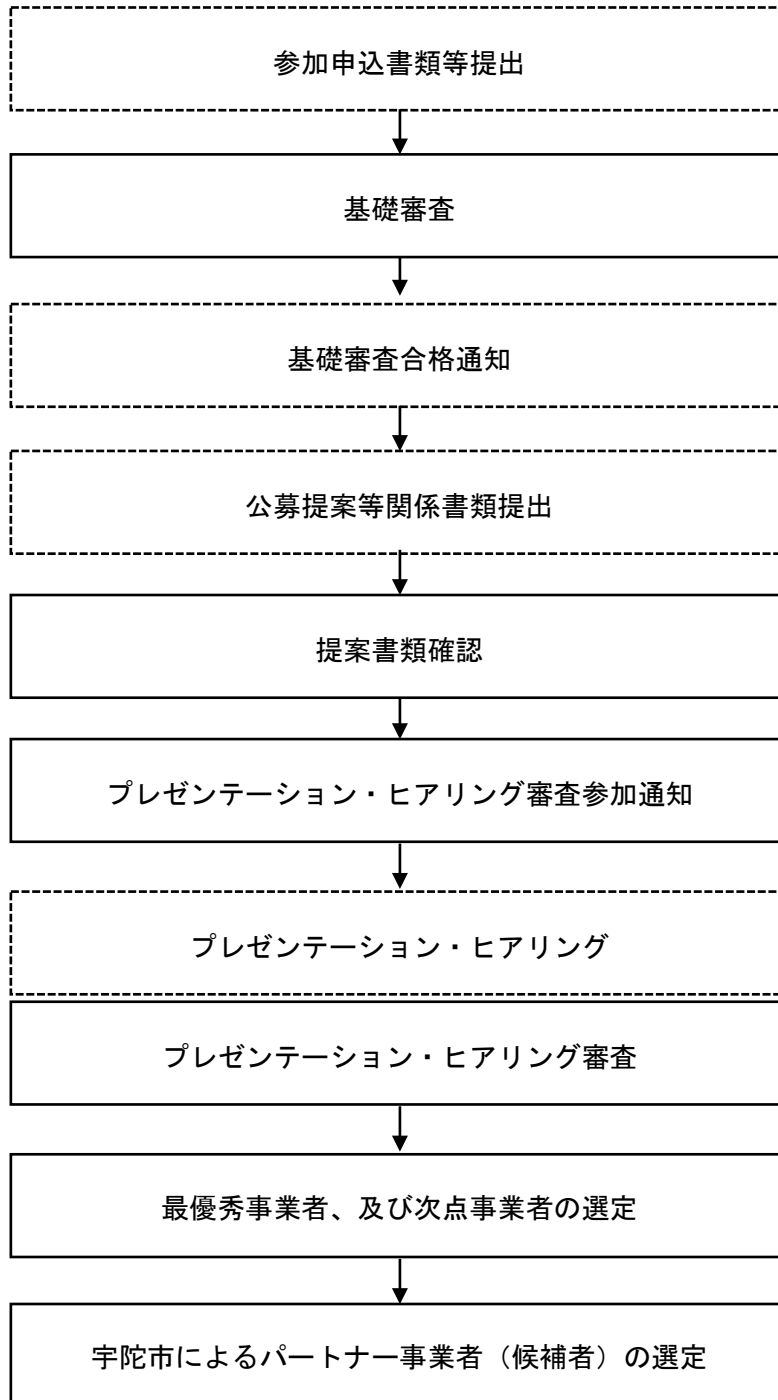 参加申込書類等提出
基礎審査
基礎審査合格通知
公募提案等関係書類提出
提案書類確認
プレゼンテーション・ヒアリング審査参加通知
プレゼンテーション・ヒアリング
プレゼンテーション・ヒアリング審査
最優秀事業者、及び次点事業者の選定
宇陀市によるパートナー事業者（候補者）の選定